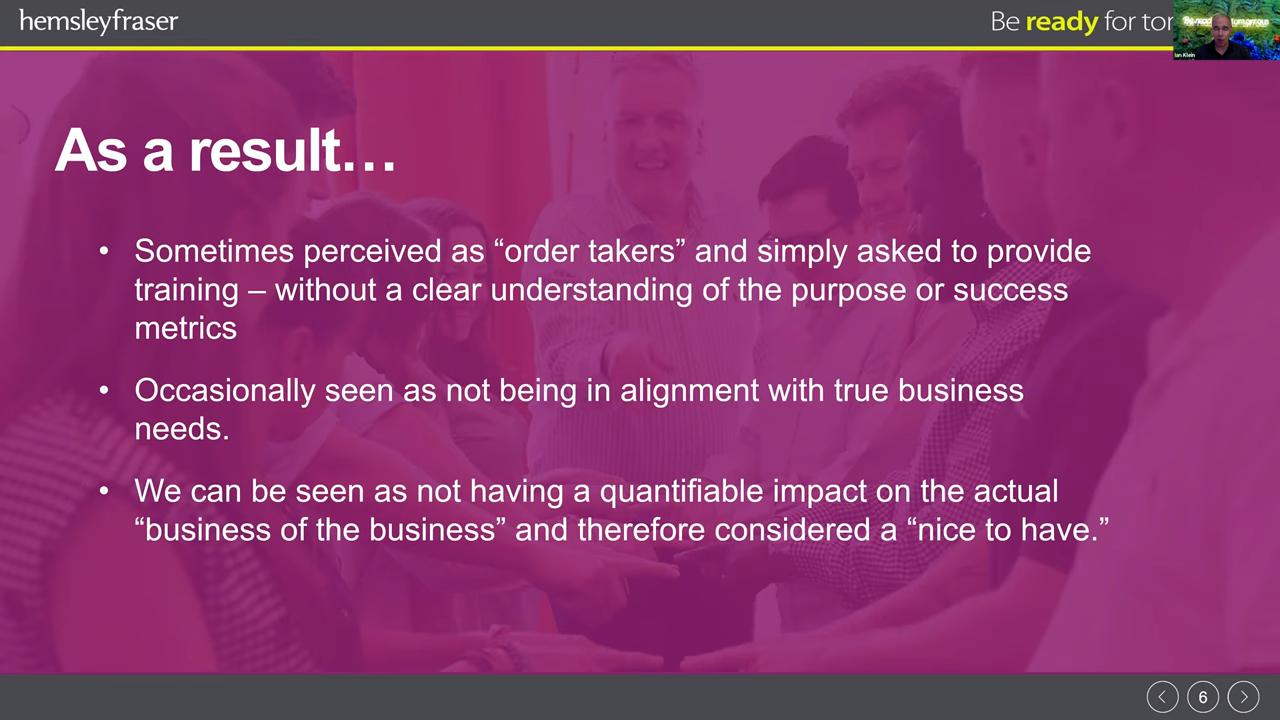 hemsleyfraser
Be ready for tor
Ian Klein
As a result…
• Sometimes perceived as “order takers” and simply asked to provide
training – without a clear understanding of the purpose or success
metrics
• Occasionally seen as not being in alignment with true business
needs.
• We can be seen as not having a quantifiable impact on the actual
“business of the business” and therefore considered a “nice to have.”
6